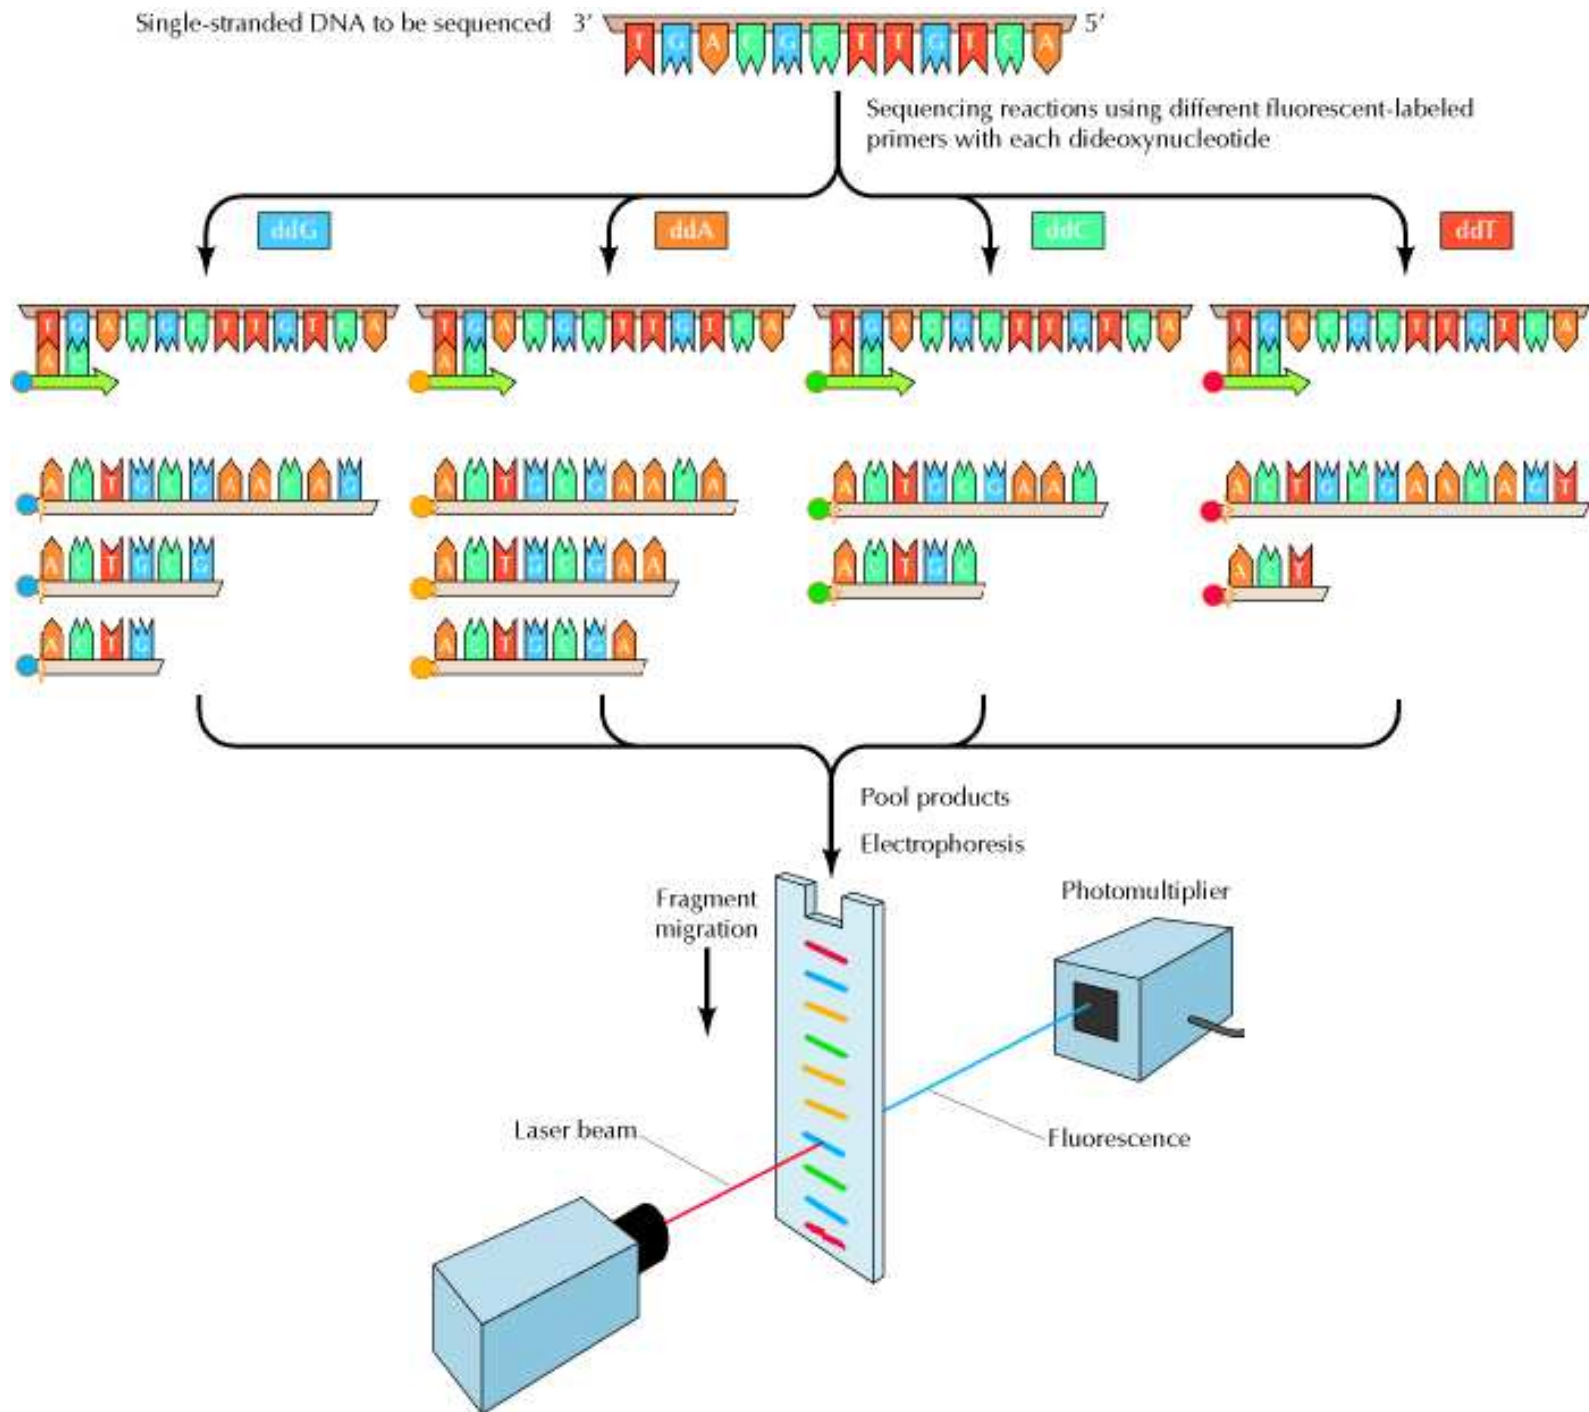 Single-stranded DNA to be sequenced 3' 5'
T G A C G C T T G T C A
Sequencing reactions using different fluorescent-labeled
primers with each dideoxynucleotide
ddG ddA ddC ddT
T G A C G C T T G T C A
A C
T G A C G C T T G T C A
A C
T G A C G C T T G T C A
A C
T G A C G C T T G T C A
A C
A C T G C G A A C A G
A C T G C G A A C A
A C T G C G A A C
A C T G C G A A C A G T
A C T G C G
A C T G C G A A
A C T G C
A C T
A C T G
A C T G C G A
Pool products
Electrophoresis
Fragment
migration
Photomultiplier
Laser beam
Fluorescence